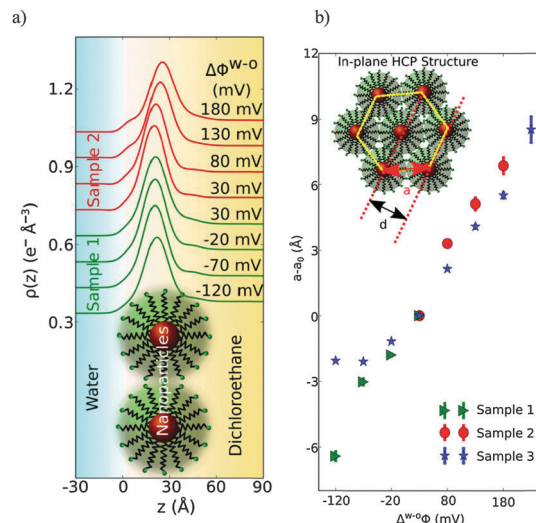 a)
b)
ΔΦʷ⁻ᵒ
(mV)
180 mV
130 mV
80 mV
30 mV
30 mV
-20 mV
-70 mV
-120 mV
Sample 2
Sample 1
Water
Nanoparticles
Dichloroethane
ρ(z) (e⁻ Å⁻³)
1.2
0.9
0.6
0.3
-30
0
30
60
90
z (Å)
In-plane HCP Structure
a
d
a-a₀ (Å)
12
9
6
3
0
-3
-6
Sample 1
Sample 2
Sample 3
-120
-20
80
180
Δʷ⁻ᵒΦ (mV)